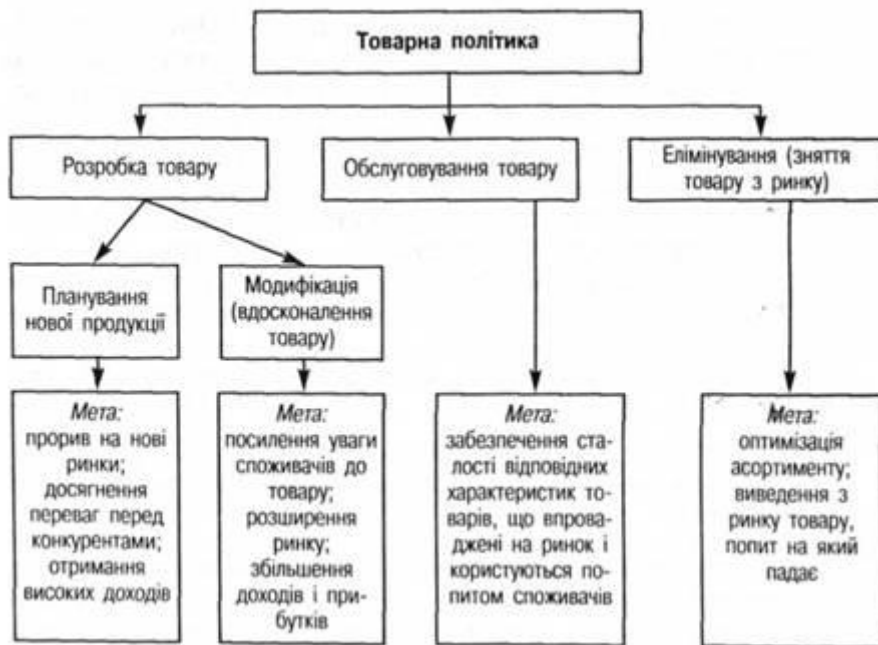 Товарна політика
Розробка товару
Обслуговування товару
Елімінування (зняття
товару з ринку)
Планування
нової продукції
Модифікація
(вдосконалення
товару)
Мета:
прорив на нові
ринки;
досягнення
переваг перед
конкурентами;
отримання
високих доходів
Мета:
посилення уваги
споживачів до
товару;
розширення
ринку;
збільшення
доходів і при-
бутків
Мета:
забезпечення ста-
лості відповідних
характеристик то-
варів, що впрова-
джені на ринок і
користуються по-
питом споживачів
Мета:
оптимізація
асортименту;
виведення з
ринку товару,
попит на який
падає